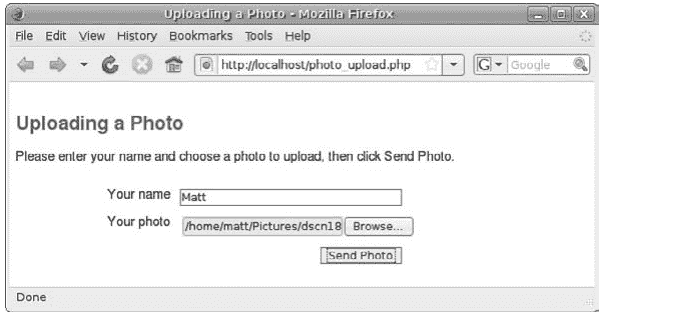 Uploading a Photo - Mozilla Firefox
File Edit View History Bookmarks Tools Help
http://localhost/photo_upload.php G Google
Uploading a Photo
Please enter your name and choose a photo to upload, then click Send Photo.
Your name Matt
Your photo /home/matt/Pictures/dscn18 Browse...
Send Photo
Done